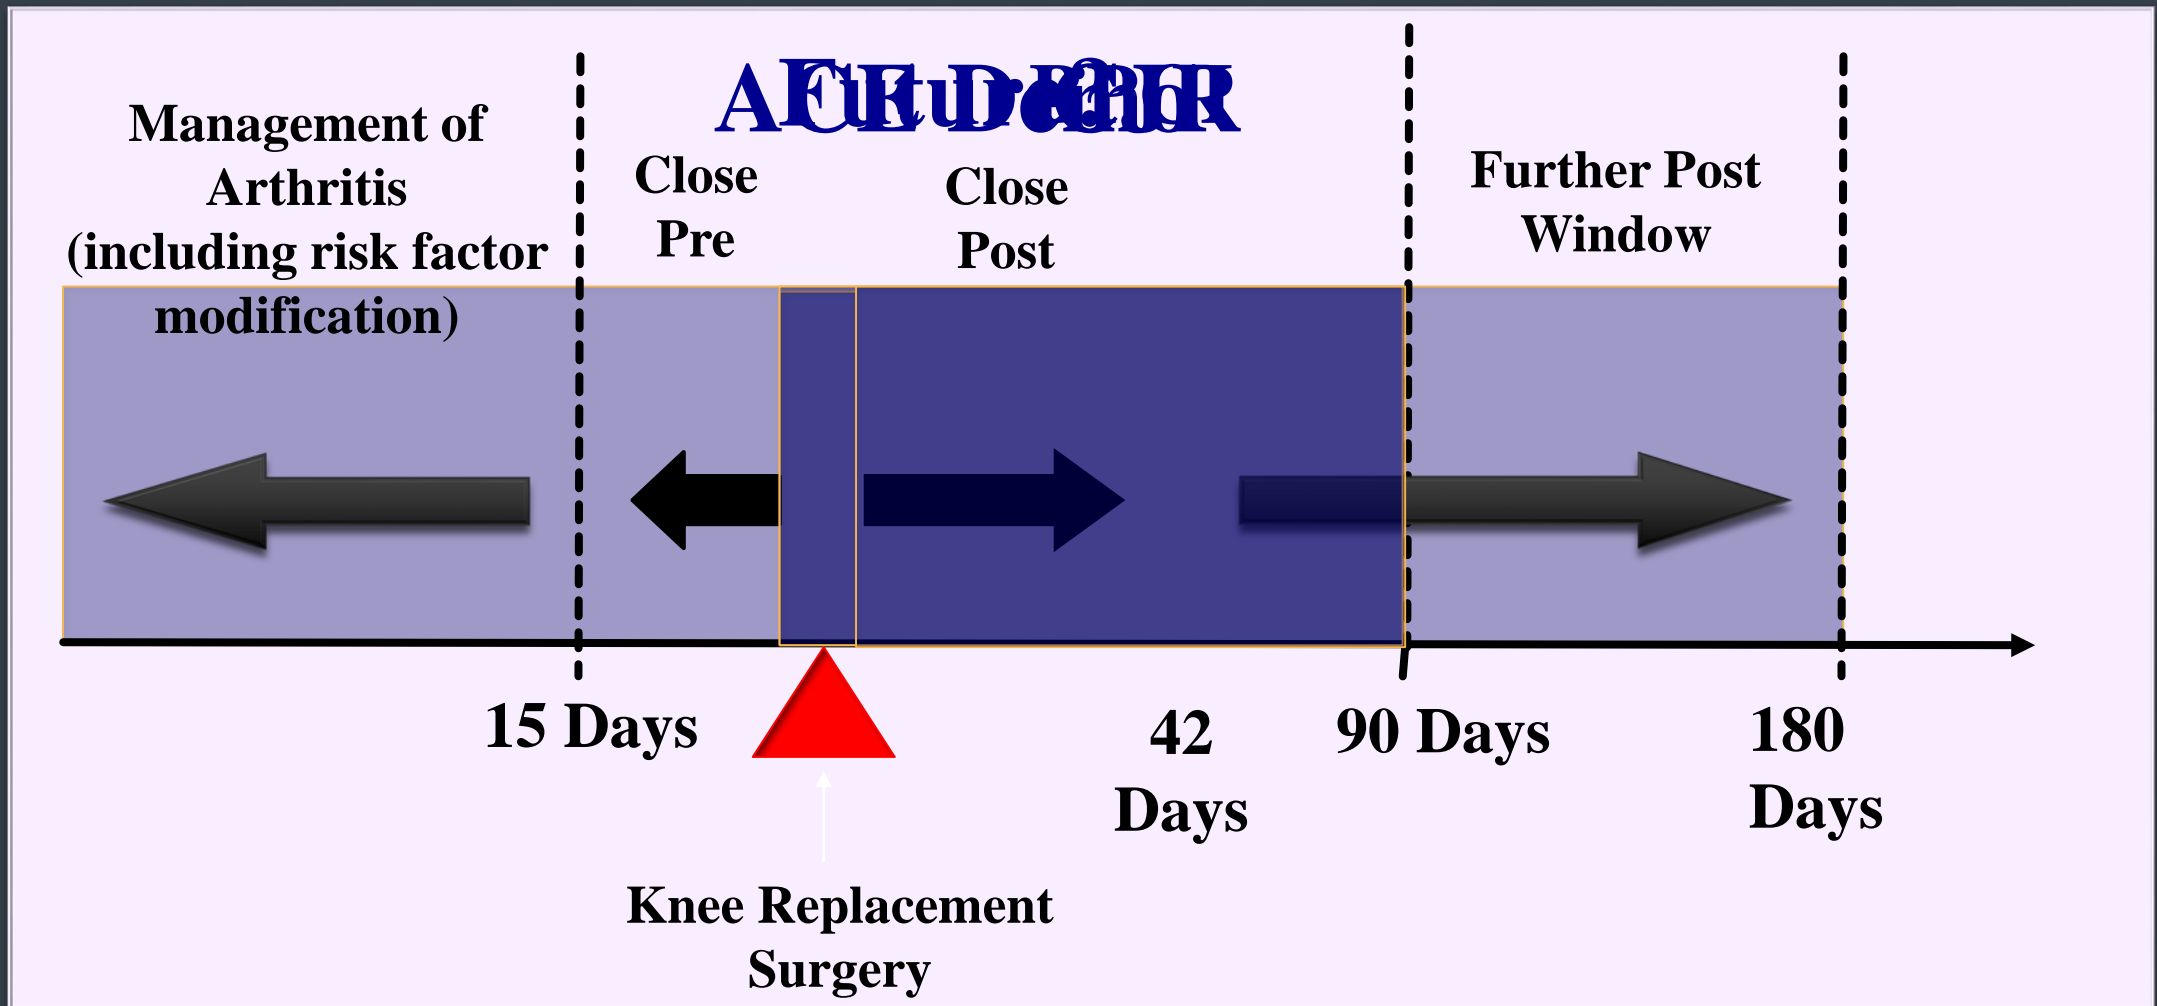 Management of
Arthritis
(including risk factor
modification)
Close
Pre
Close
Post
Further Post
Window
15 Days
42
Days
90 Days
180
Days
Knee Replacement
Surgery